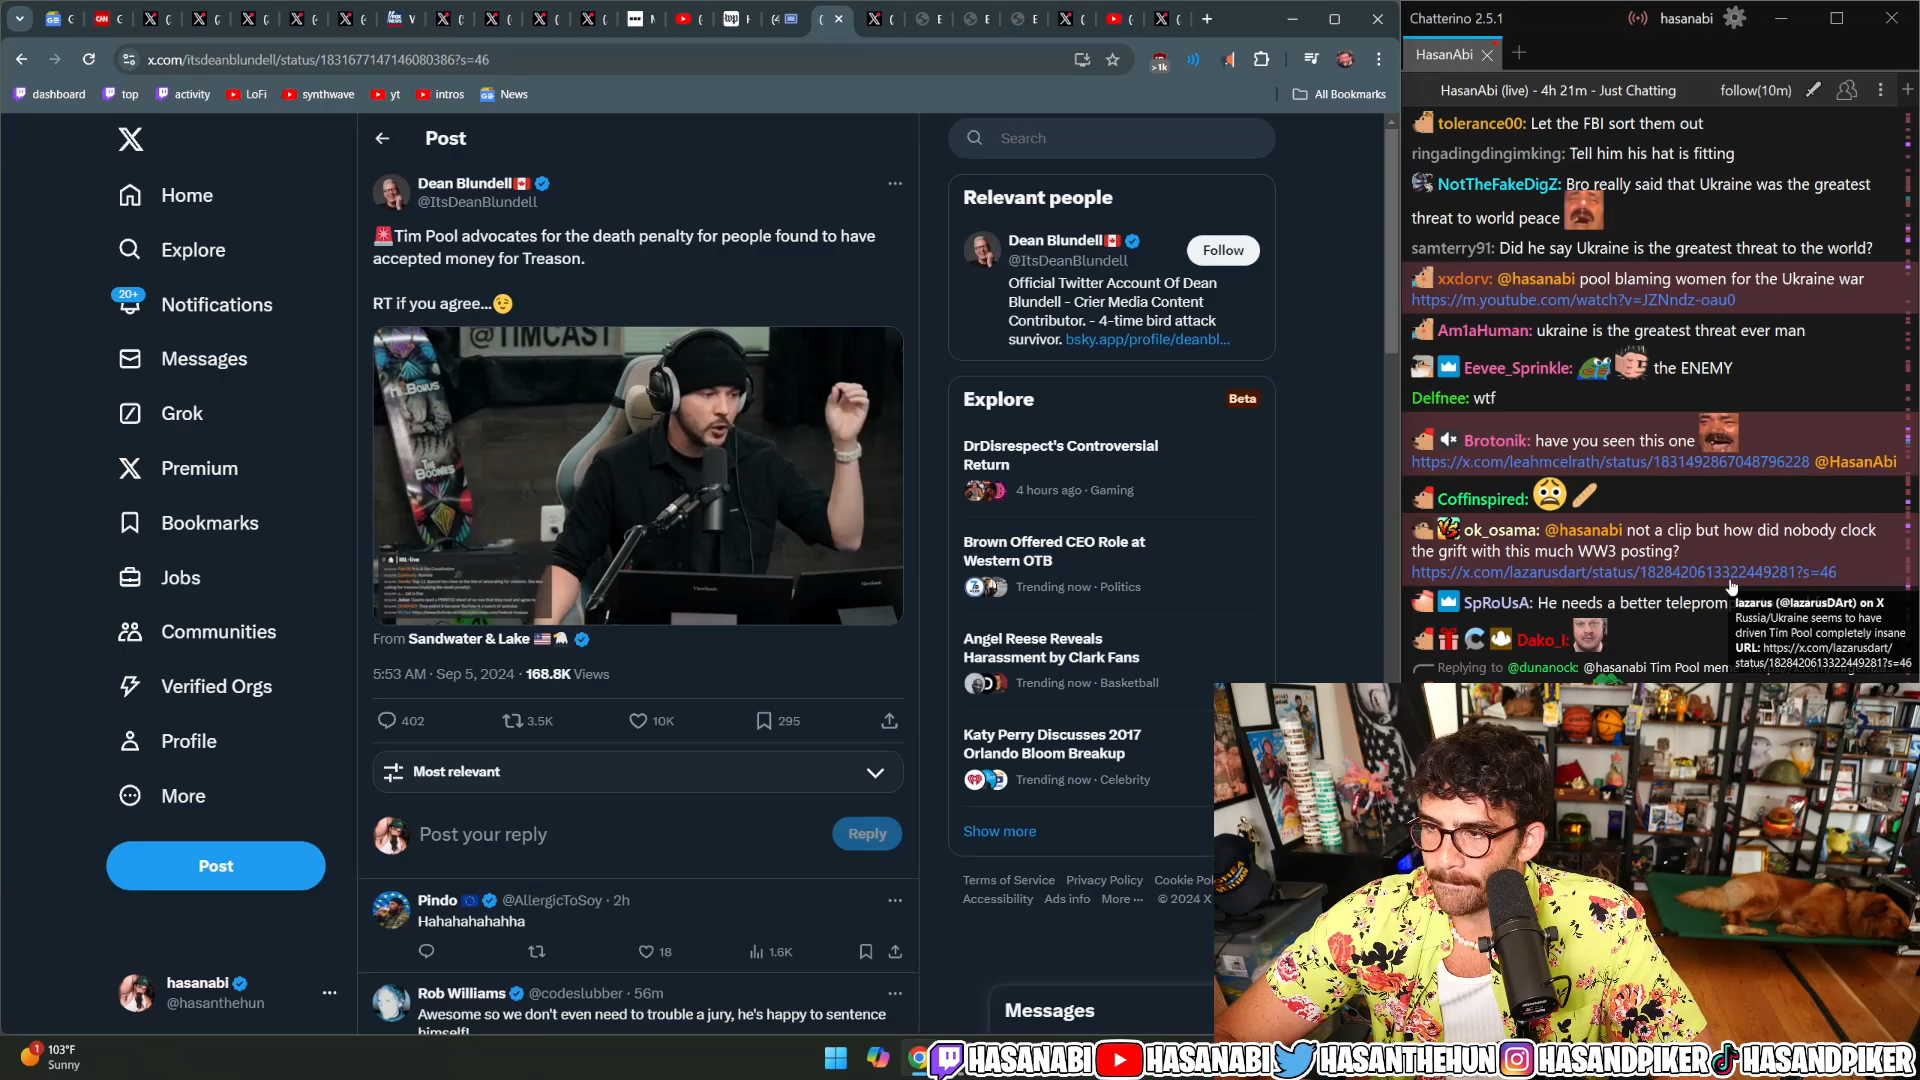 x.com/itsdeanblundell/status/1831677147146080386?s=46
dashboard
top
activity
LoFi
synthwave
yt
intros
News
All Bookmarks
Home
Explore
20+
Notifications
Messages
Grok
Premium
Bookmarks
Jobs
Communities
Verified Orgs
Profile
More
Post
hasanabi
@hasanthehun
Post
Dean Blundell
@ItsDeanBlundell
Tim Pool advocates for the death penalty for people found to have
accepted money for Treason.
RT if you agree...
@TIMCAST
From Sandwater & Lake
5:53 AM · Sep 5, 2024 · 168.8K Views
402
3.5K
10K
295
Most relevant
Post your reply
Reply
Pindo @AllergicToSoy · 2h
Hahahahahahha
18
1.6K
Rob Williams @codeslubber · 56m
Awesome so we don't even need to trouble a jury, he's happy to sentence
himself!
Search
Relevant people
Dean Blundell
@ItsDeanBlundell
Follow
Official Twitter Account Of Dean
Blundell - Crier Media Content
Contributor. - 4-time bird attack
survivor. bsky.app/profile/deanbl...
Explore
Beta
DrDisrespect's Controversial
Return
4 hours ago · Gaming
Brown Offered CEO Role at
Western OTB
Trending now · Politics
Angel Reese Reveals
Harassment by Clark Fans
Trending now · Basketball
Katy Perry Discusses 2017
Orlando Bloom Breakup
Trending now · Celebrity
Show more
Terms of Service Privacy Policy Cookie Pol
Accessibility Ads info More ··· © 2024 X
Messages
Chatterino 2.5.1
hasanabi
HasanAbi
HasanAbi (live) - 4h 21m - Just Chatting
follow(10m)
tolerance00: Let the FBI sort them out
ringadingdingimking: Tell him his hat is fitting
NotTheFakeDigZ: Bro really said that Ukraine was the greatest
threat to world peace
samterry91: Did he say Ukraine is the greatest threat to the world?
xxdorv: @hasanabi pool blaming women for the Ukraine war
https://m.youtube.com/watch?v=JZNndz-oau0
Am1aHuman: ukraine is the greatest threat ever man
Eevee_Sprinkle: the ENEMY
Delfnee: wtf
Brotonik: have you seen this one
https://x.com/leahmcelrath/status/1831492867048796228 @HasanAbi
Coffinspired:
ok_osama: @hasanabi not a clip but how did nobody clock
the grift with this much WW3 posting?
https://x.com/lazarusdart/status/1828420613322449281?s=46
SpRoUsA: He needs a better teleprom
lazarus (@lazarusDArt) on X
Russia/Ukraine seems to have
driven Tim Pool completely insane
URL: https://x.com/lazarusdart/
status/1828420613322449281?s=46
Dako_I:
Replying to @dunanock: @hasanabi Tim Pool mem
1
103°F
Sunny
HASANABI
HASANABI
HASANTHEHUN
HASANDPIKER
HASANDPIKER